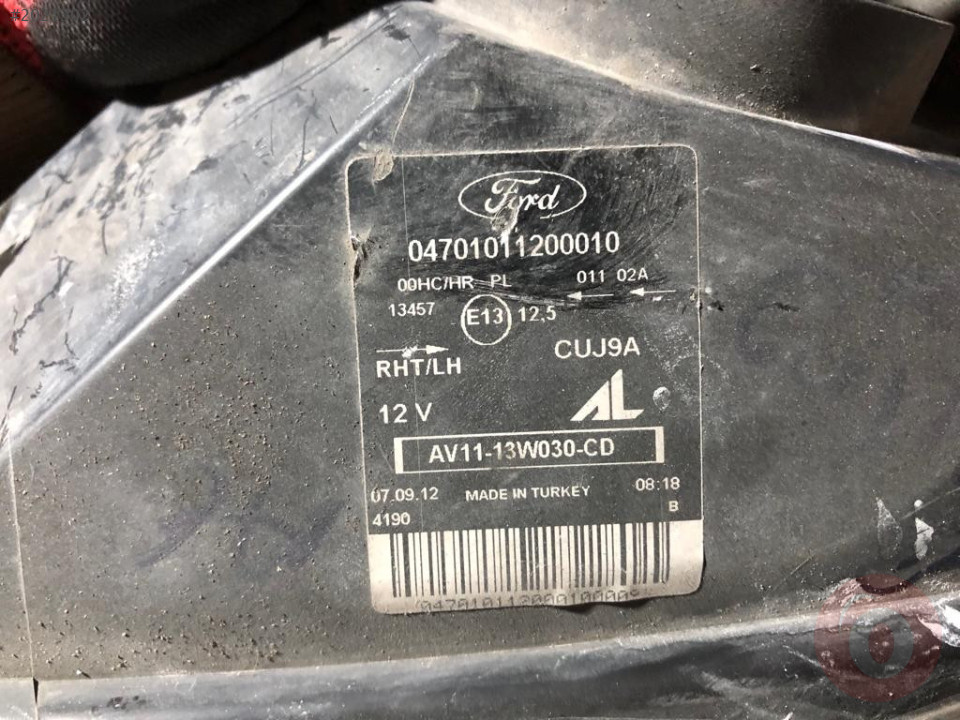 Ford
04701011200010
00HC/HR PL 011 02A
13457 E13 12,5
CUJ9A
RHT/LH
12 V AL
AV11-13W030-CD
07.09.12 MADE IN TURKEY 08:18
4190 B